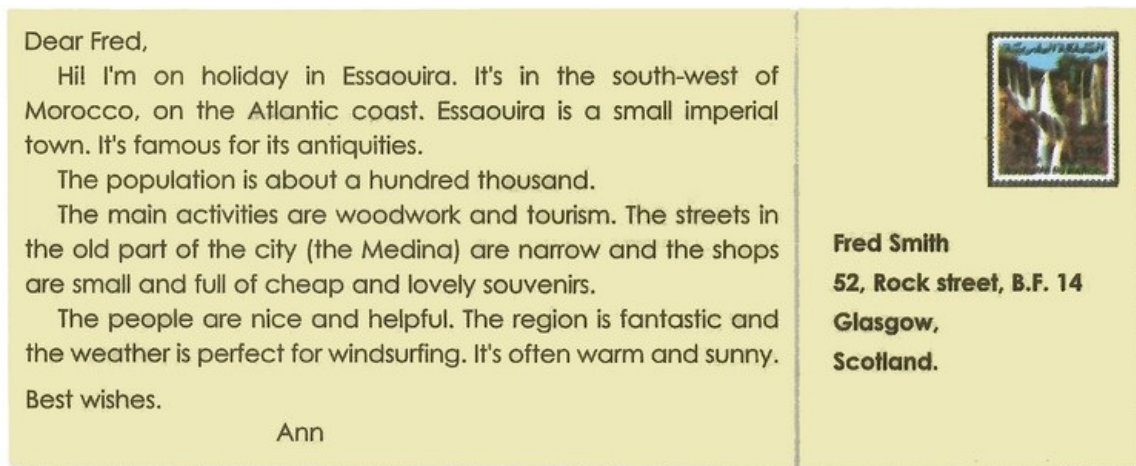 Dear Fred,
Hi! I'm on holiday in Essaouira. It's in the south-west of
Morocco, on the Atlantic coast. Essaouira is a small imperial
town. It's famous for its antiquities.
The population is about a hundred thousand.
The main activities are woodwork and tourism. The streets in
the old part of the city (the Medina) are narrow and the shops
are small and full of cheap and lovely souvenirs.
The people are nice and helpful. The region is fantastic and
the weather is perfect for windsurfing. It's often warm and sunny.
Best wishes.
Ann
Fred Smith
52, Rock street, B.F. 14
Glasgow,
Scotland.